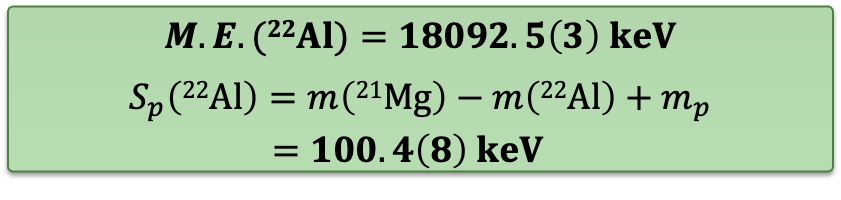 M.E.(²²Al) = 18092.5(3) keV
Sₚ(²²Al) = m(²¹Mg) − m(²²Al) + mₚ
= 100.4(8) keV